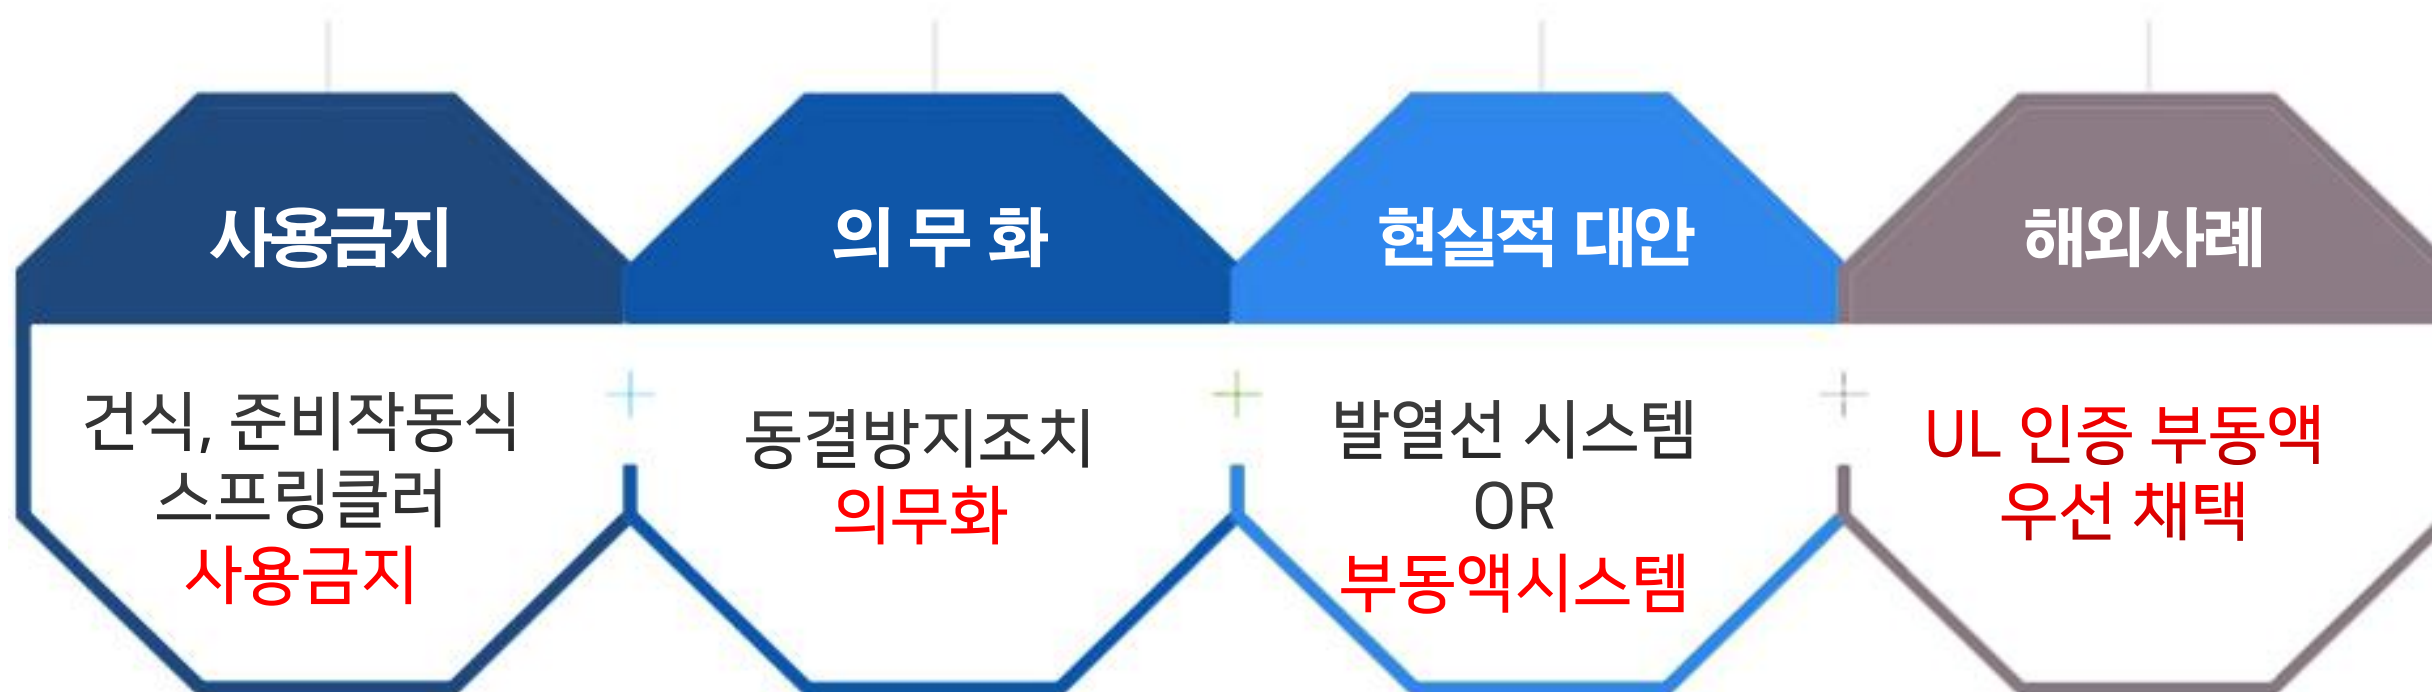 사용금지
건식, 준비작동식
스프링클러
사용금지
의 무 화
동결방지조치
의무화
현실적 대안
발열선 시스템
OR
부동액시스템
해외사례
UL 인증 부동액
우선 채택